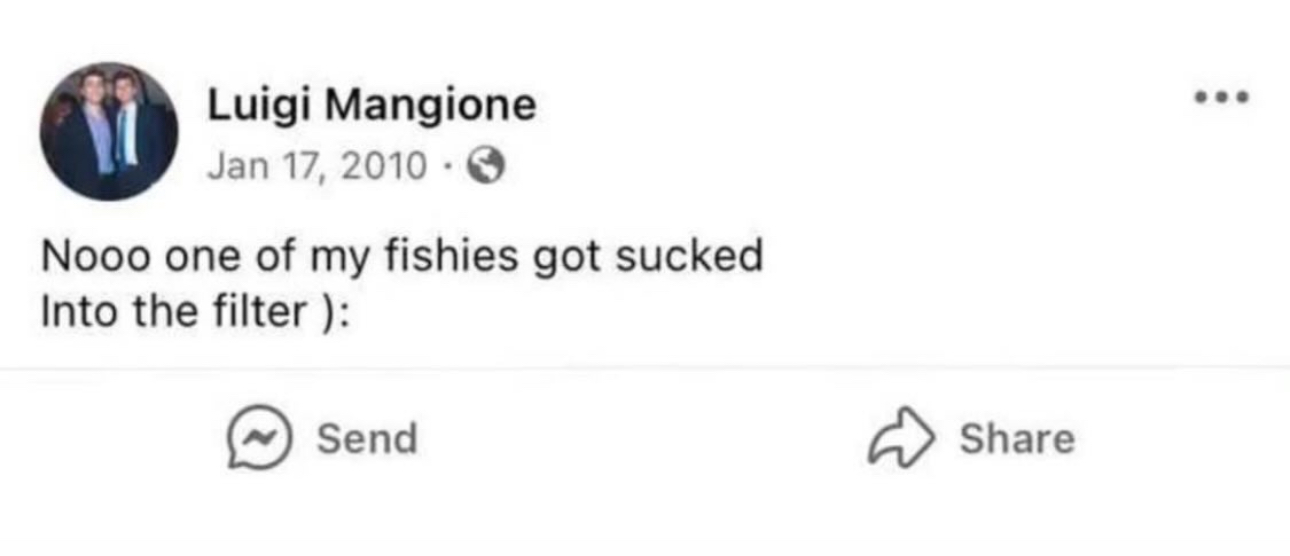 Luigi Mangione
Jan 17, 2010 ·
Nooo one of my fishies got sucked
Into the filter ):
Send
Share